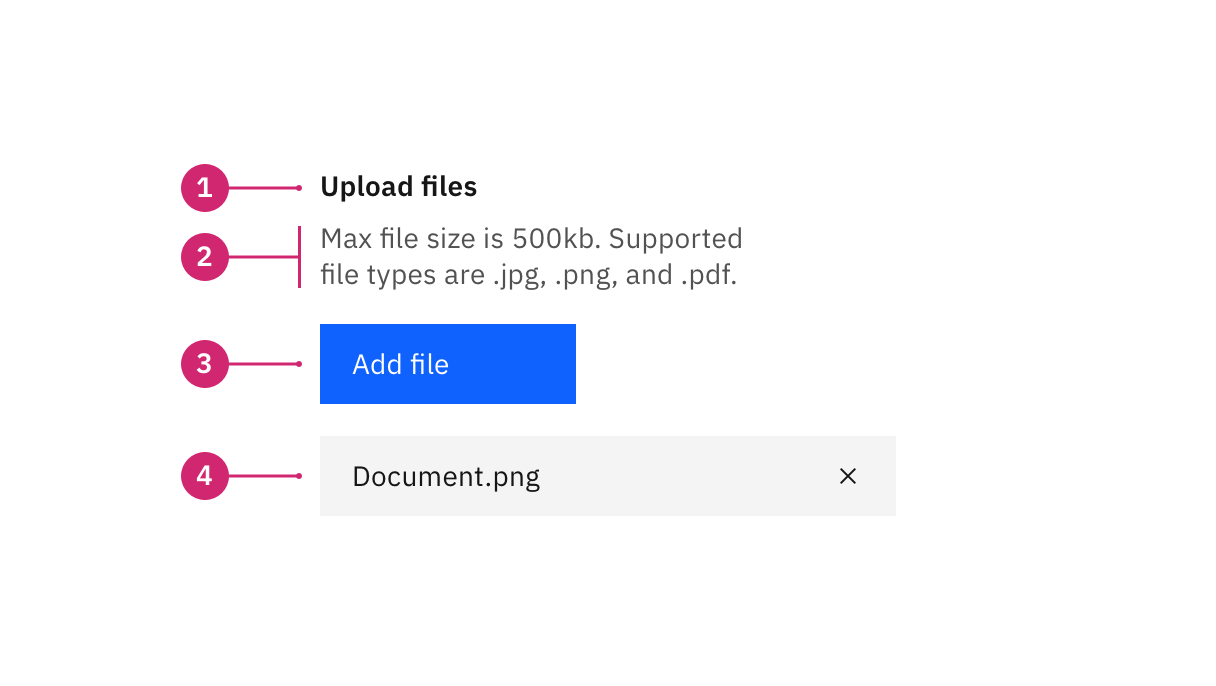 1
Upload files
2
Max file size is 500kb. Supported
file types are .jpg, .png, and .pdf.
3
Add file
4
Document.png